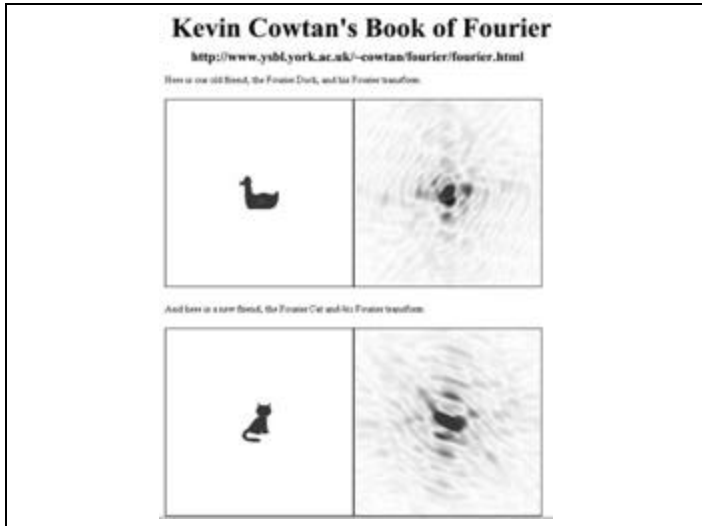 Kevin Cowtan's Book of Fourier
http://www.ysbl.york.ac.uk/~cowtan/fourier/fourier.html
Here is our old friend, the Fourier Duck, and his Fourier transform:
And here is a new friend, the Fourier Cat and his Fourier transform: